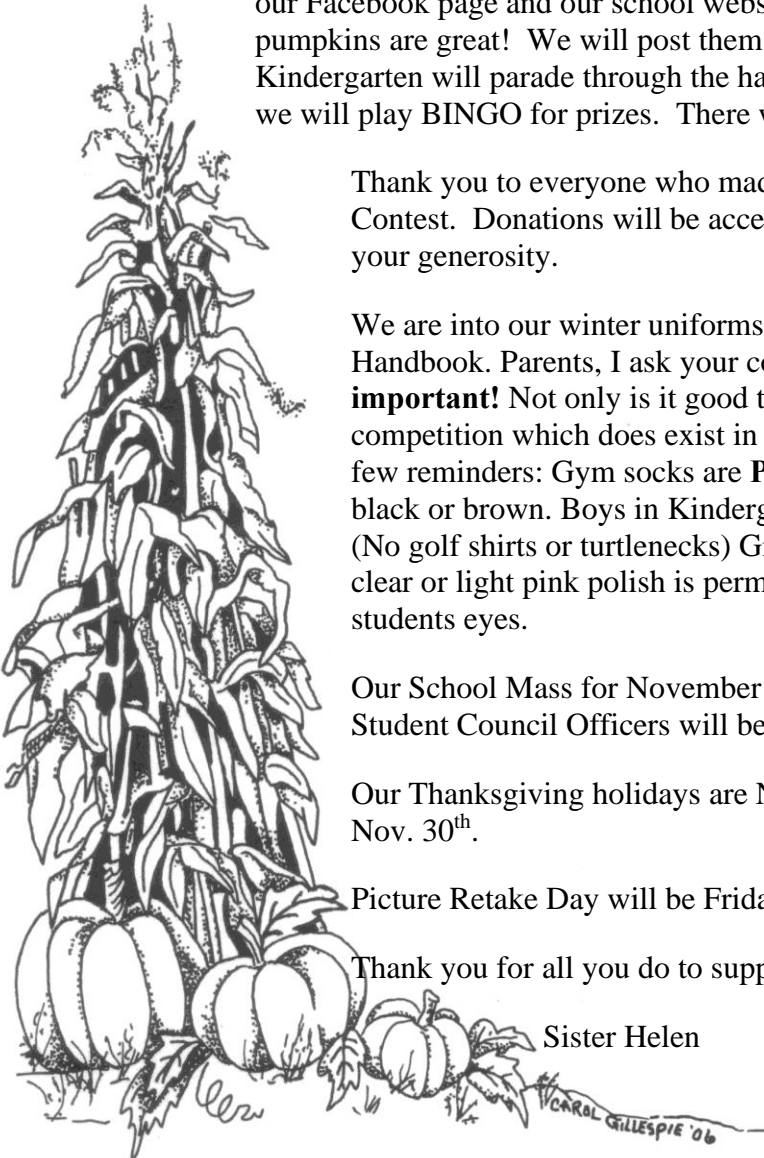 our Facebook page and our school webs
pumpkins are great!  We will post them
Kindergarten will parade through the ha
we will play BINGO for prizes.  There w
Thank you to everyone who mad
Contest.  Donations will be acce
your generosity.
We are into our winter uniforms
Handbook. Parents, I ask your co
important! Not only is it good t
competition which does exist in
few reminders: Gym socks are P
black or brown. Boys in Kinderg
(No golf shirts or turtlenecks) Gi
clear or light pink polish is perm
students eyes.
Our School Mass for November
Student Council Officers will be
Our Thanksgiving holidays are N
Nov. 30th.
Picture Retake Day will be Frida
Thank you for all you do to supp
Sister Helen
CAROL GILLESPIE '06